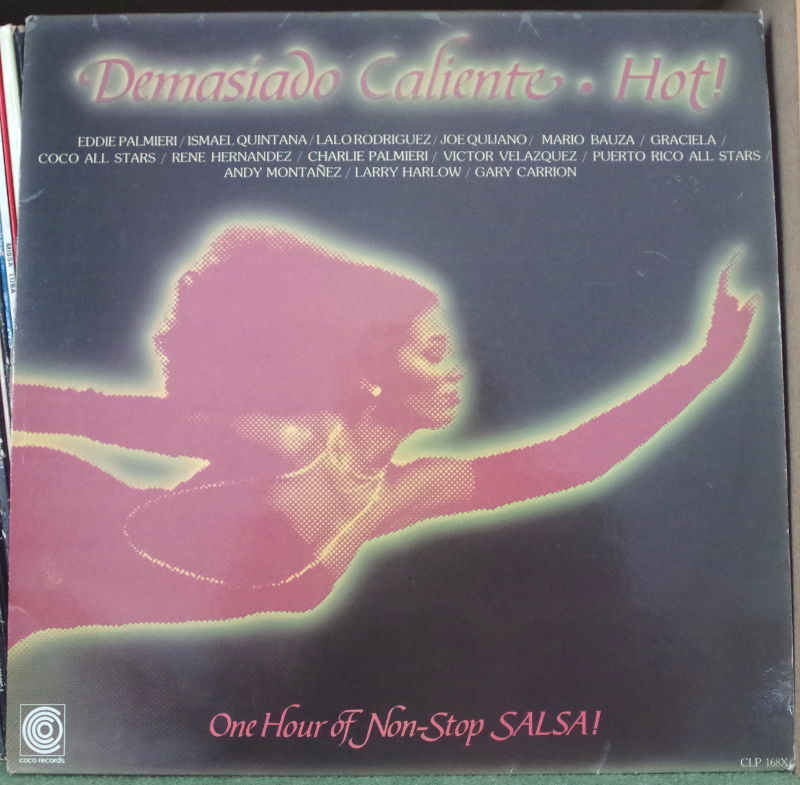 Demasiado Caliente • Hot!
EDDIE PALMIERI / ISMAEL QUINTANA / LALO RODRIGUEZ / JOE QUIJANO / MARIO BAUZA / GRACIELA /
COCO ALL STARS / RENE HERNANDEZ / CHARLIE PALMIERI / VICTOR VELAZQUEZ / PUERTO RICO ALL STARS /
ANDY MONTAÑEZ / LARRY HARLOW / GARY CARRION
MISSA LUBA
One Hour of Non-Stop SALSA!
coco records
CLP 168X